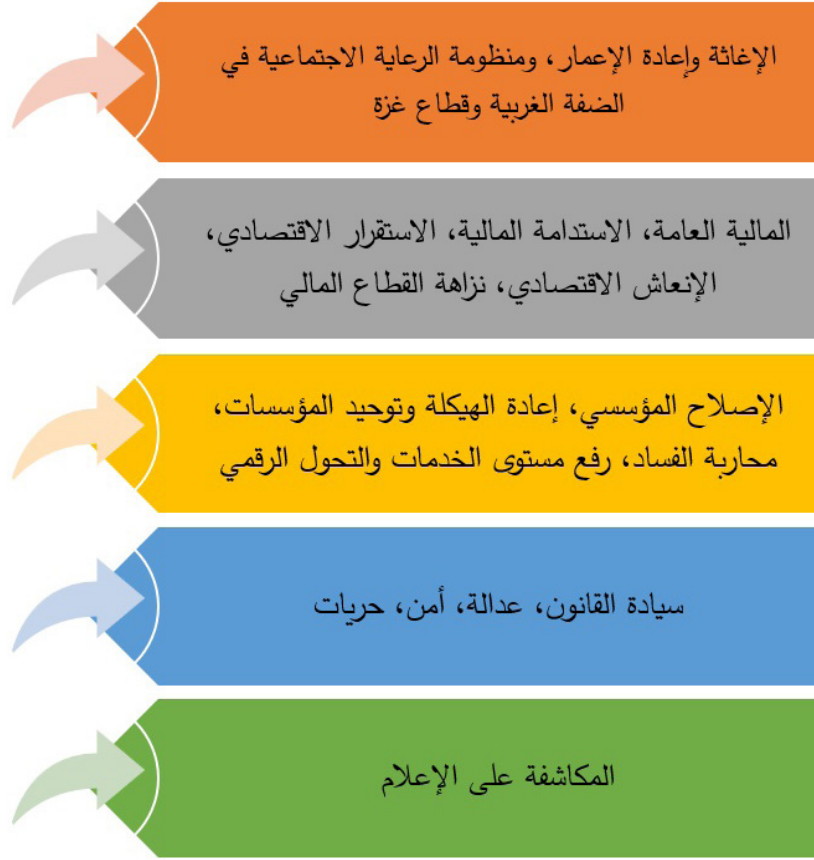 الإغاثة وإعادة الإعمار، ومنظومة الرعاية الاجتماعية في
الضفة الغربية وقطاع غزة
المالية العامة، الاستدامة المالية، الاستقرار الاقتصادي،
الإنعاش الاقتصادي، نزاهة القطاع المالي
الإصلاح المؤسسي، إعادة الهيكلة وتوحيد المؤسسات،
محاربة الفساد، رفع مستوى الخدمات والتحول الرقمي
سيادة القانون، عدالة، أمن، حريات
المكاشفة على الإعلام